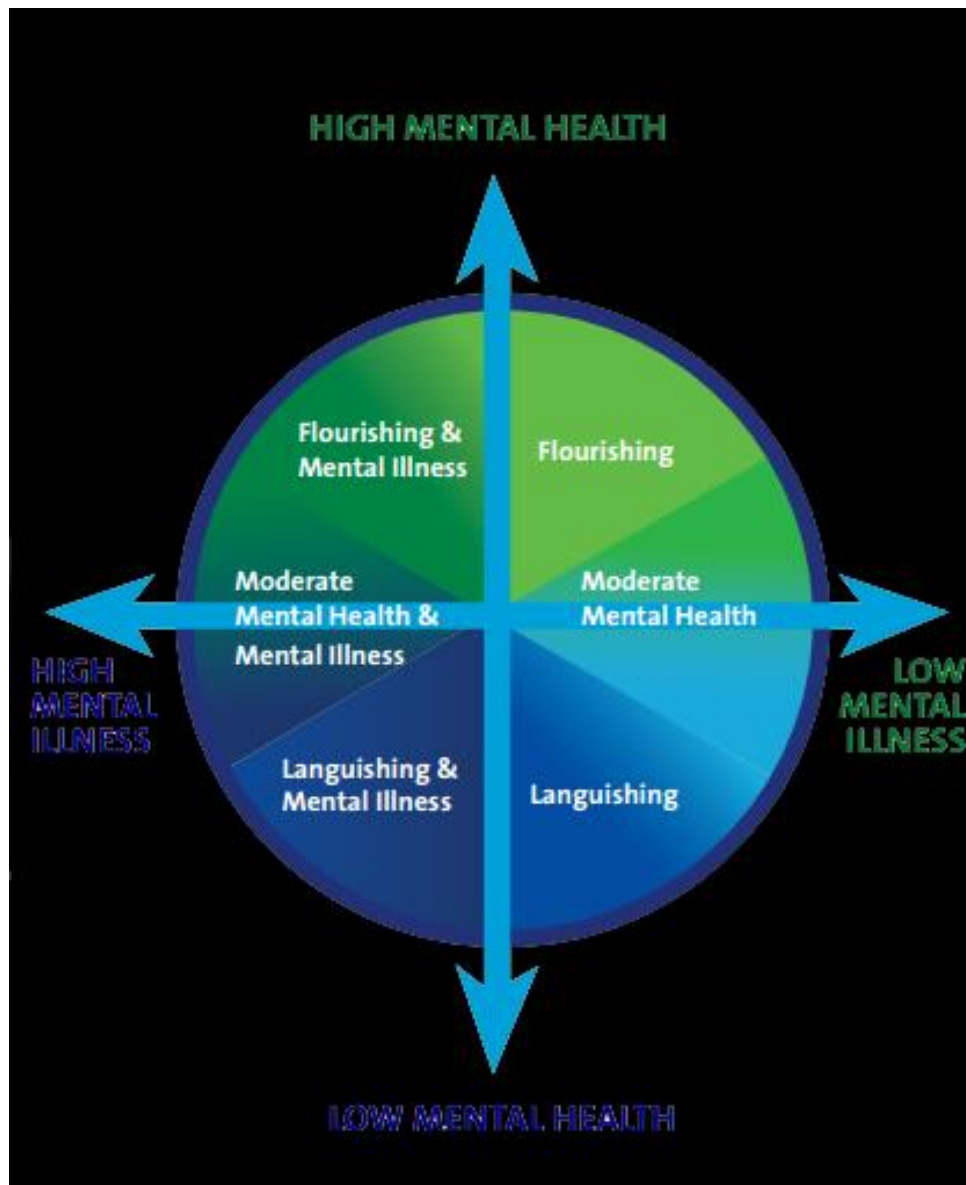 HIGH MENTAL HEALTH
Flourishing &
Mental Illness
Flourishing
Moderate
Mental Health &
Mental Illness
Moderate
Mental Health
HIGH
MENTAL
ILLNESS
LOW
MENTAL
ILLNESS
Languishing &
Mental Illness
Languishing
LOW MENTAL HEALTH